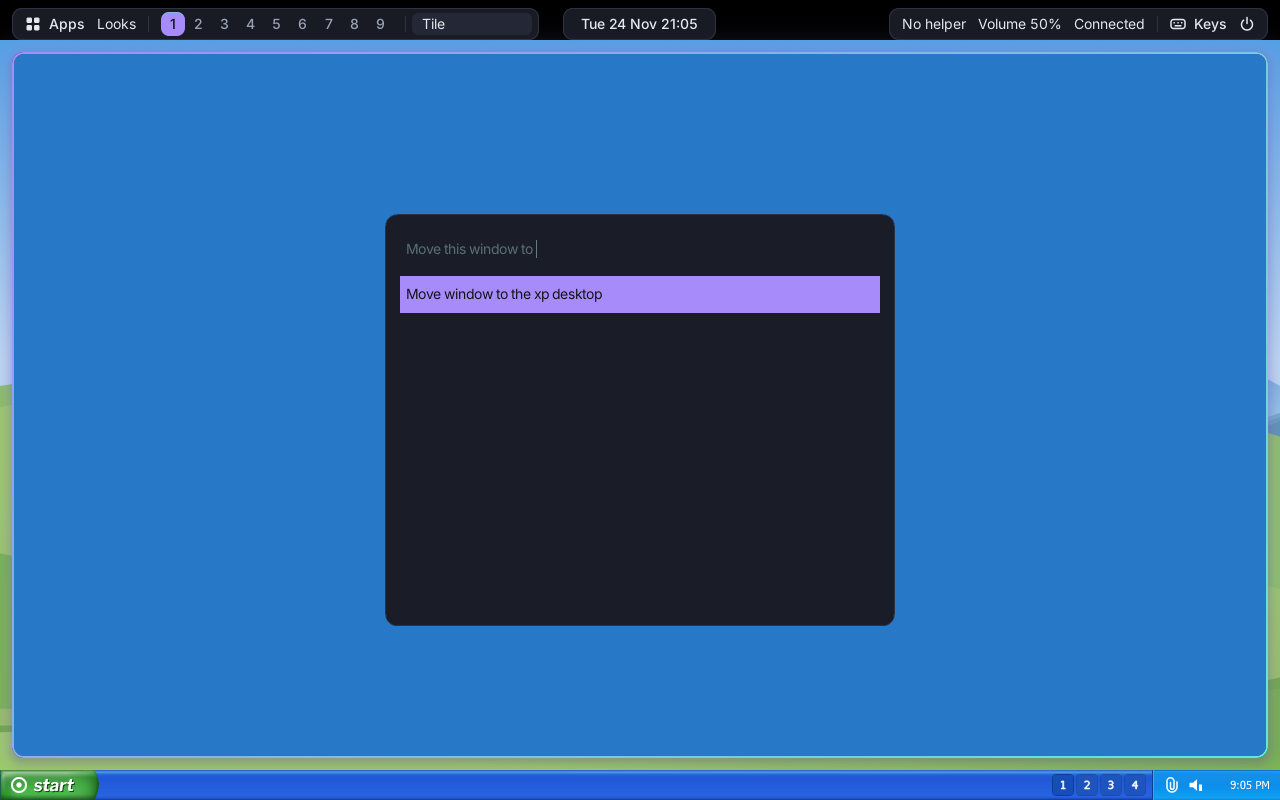 Apps Looks 1 2 3 4 5 6 7 8 9 Tile Tue 24 Nov 21:05 No helper Volume 50% Connected Keys
Move this window to
Move window to the xp desktop
start 1 2 3 4 9:05 PM